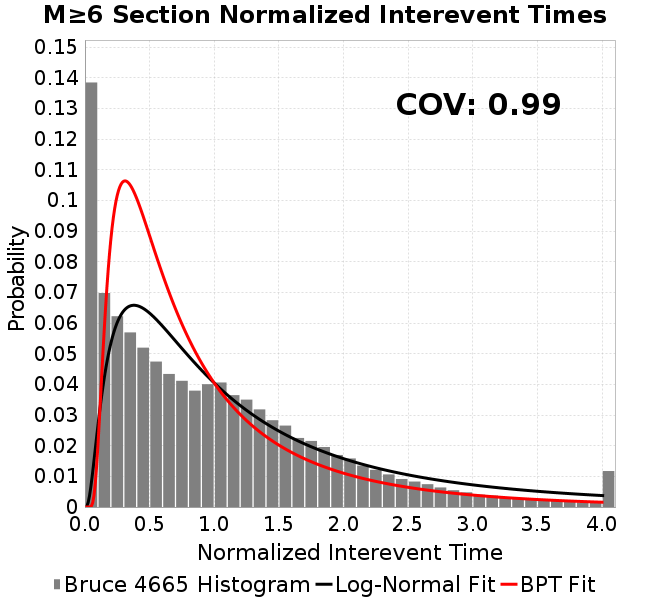 M≥6 Section Normalized Interevent Times
COV: 0.99
Probability
0.15
0.14
0.13
0.12
0.11
0.1
0.09
0.08
0.07
0.06
0.05
0.04
0.03
0.02
0.01
0
0.0 0.5 1.0 1.5 2.0 2.5 3.0 3.5 4.0
Normalized Interevent Time
Bruce 4665 Histogram Log-Normal Fit BPT Fit